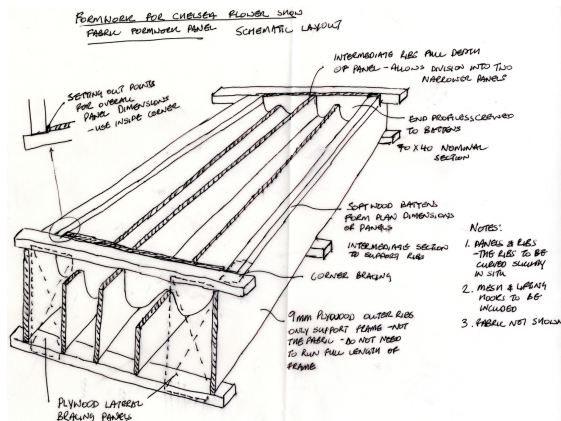 FORMWORK FOR CHELSEA FLOWER SHOW
FABRIC FORMWORK PANEL SCHEMATIC LAYOUT
SETTING OUT POINTS
FOR OVERALL
PANEL DIMENSIONS
- USE INSIDE CORNER
INTERMEDIATE RIBS FULL DEPTH
OF PANEL - ALLOWS DIVISION INTO TWO
NARROWER PANELS
END PROFILE SCREWED
TO BATTENS
70 X 40 NOMINAL
SECTION
SOFTWOOD BATTENS
FORM PLAN DIMENSIONS
OF PANELS
INTERMEDIATE SECTION
TO SUPPORT RIBS
CORNER BRACING
9MM PLYWOOD OUTER RIBS
ONLY SUPPORT FRAME - NOT
THE FABRIC - DO NOT NEED
TO RUN FULL LENGTH OF
FRAME
PLYWOOD LATERAL
BRACING PANELS
NOTES:
1. PANELS & RIBS
- THE RIBS TO BE
CURVED SLIGHTLY
IN SITU
2. MESH & LIFTING
HOOKS TO BE
INCLUDED
3. FABRIC NOT SHOWN